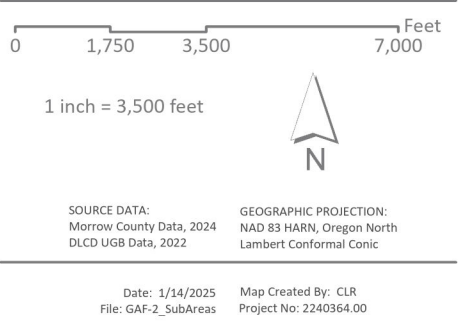 Feet
0 1,750 3,500 7,000
1 inch = 3,500 feet
N
SOURCE DATA:
Morrow County Data, 2024
DLCD UGB Data, 2022
GEOGRAPHIC PROJECTION:
NAD 83 HARN, Oregon North
Lambert Conformal Conic
Date: 1/14/2025
File: GAF-2_SubAreas
Map Created By: CLR
Project No: 2240364.00